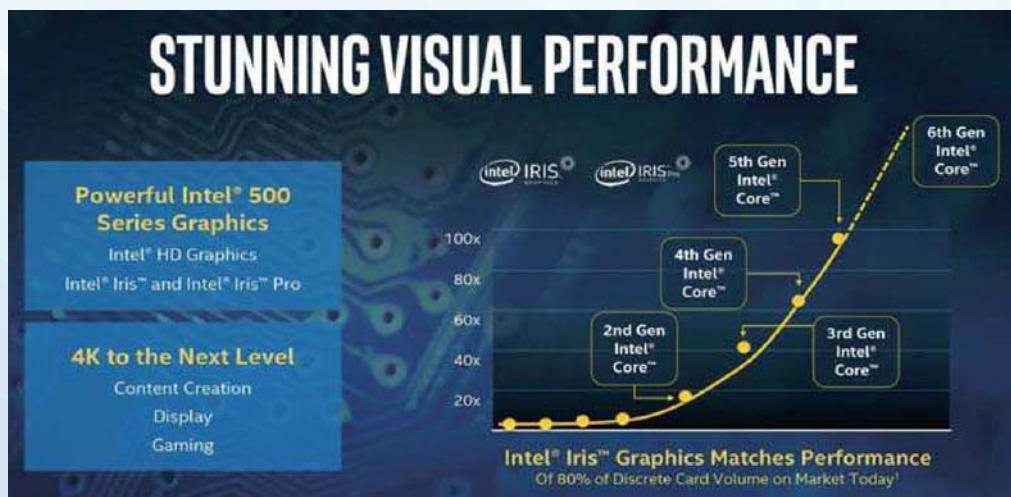 STUNNING VISUAL PERFORMANCE
Powerful Intel® 500
Series Graphics
Intel® HD Graphics
Intel® Iris™ and Intel® Iris™ Pro
4K to the Next Level
Content Creation
Display
Gaming
intel IRIS
GRAPHICS
intel IRIS Pro
GRAPHICS
6th Gen
Intel®
Core™
5th Gen
Intel®
Core™
4th Gen
Intel®
Core™
2nd Gen
Intel®
Core™
3rd Gen
Intel®
Core™
100x
80x
60x
40x
20x
Intel® Iris™ Graphics Matches Performance
Of 80% of Discrete Card Volume on Market Today¹